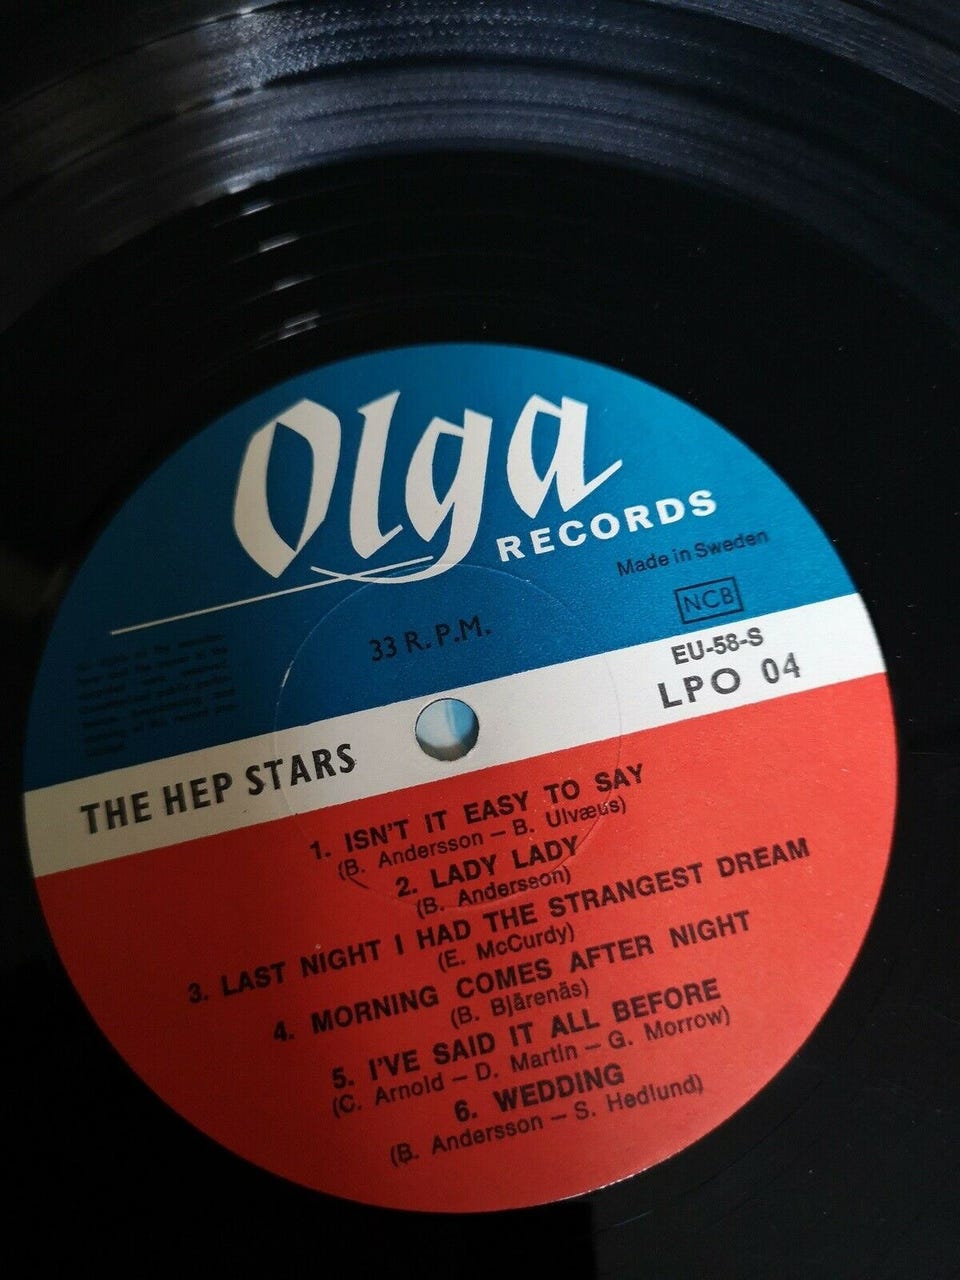 Olga
RECORDS
Made in Sweden
NCB
33 R.P.M.
EU-58-S
LPO 04
THE HEP STARS
1. ISN'T IT EASY TO SAY
(B. Andersson — B. Ulvæus)
2. LADY LADY
(B. Andersson)
3. LAST NIGHT I HAD THE STRANGEST DREAM
(E. McCurdy)
4. MORNING COMES AFTER NIGHT
(B. Bjärenäs)
5. I'VE SAID IT ALL BEFORE
(C. Arnold — D. Martin — G. Morrow)
6. WEDDING
(B. Andersson — S. Hedlund)